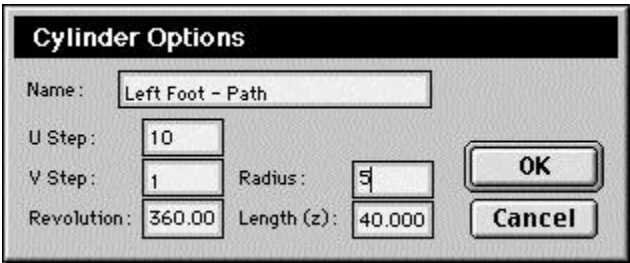 Cylinder Options
Name: Left Foot - Path
U Step: 10
V Step: 1 Radius: 5 OK
Revolution: 360.00 Length (z): 40.000 Cancel